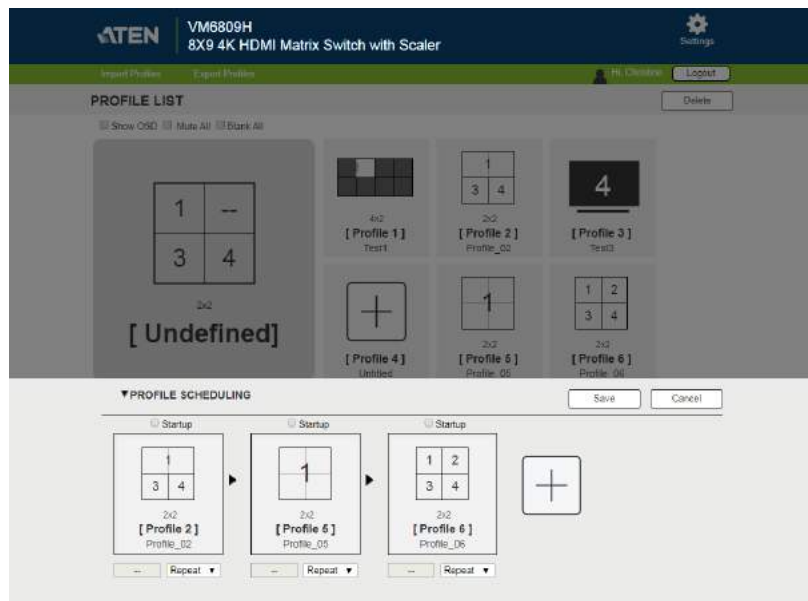 ATEN
VM6809H
8X9 4K HDMI Matrix Switch with Scaler
Settings
Import Profiles Export Profiles
Hi, Christine Logout
PROFILE LIST
Delete
Show OSD Mute All Blank All
1 --
3 4
2x2
[ Undefined]
4x2
[ Profile 1 ]
Test1
1
3 4
2x2
[ Profile 2 ]
Profile_02
4
[ Profile 3 ]
Test3
[ Profile 4 ]
Untitled
1
2x2
[ Profile 5 ]
Profile_05
1 2
3 4
2x2
[ Profile 6 ]
Profile_06
▼PROFILE SCHEDULING
Save Cancel
Startup Startup Startup
1
3 4
2x2
[ Profile 2 ]
Profile_02
1
2x2
[ Profile 5 ]
Profile_05
1 2
3 4
2x2
[ Profile 6 ]
Profile_06
-- Repeat ▼ -- Repeat ▼ -- Repeat ▼